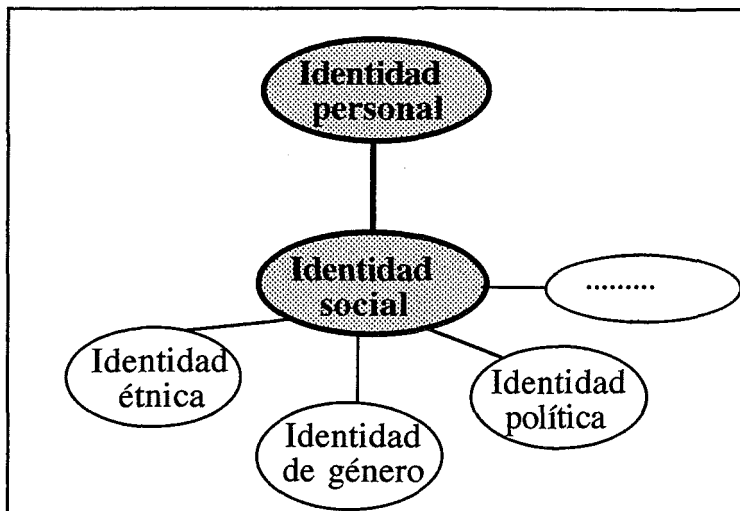 Identidad
personal
Identidad
social
.........
Identidad
étnica
Identidad
de género
Identidad
política